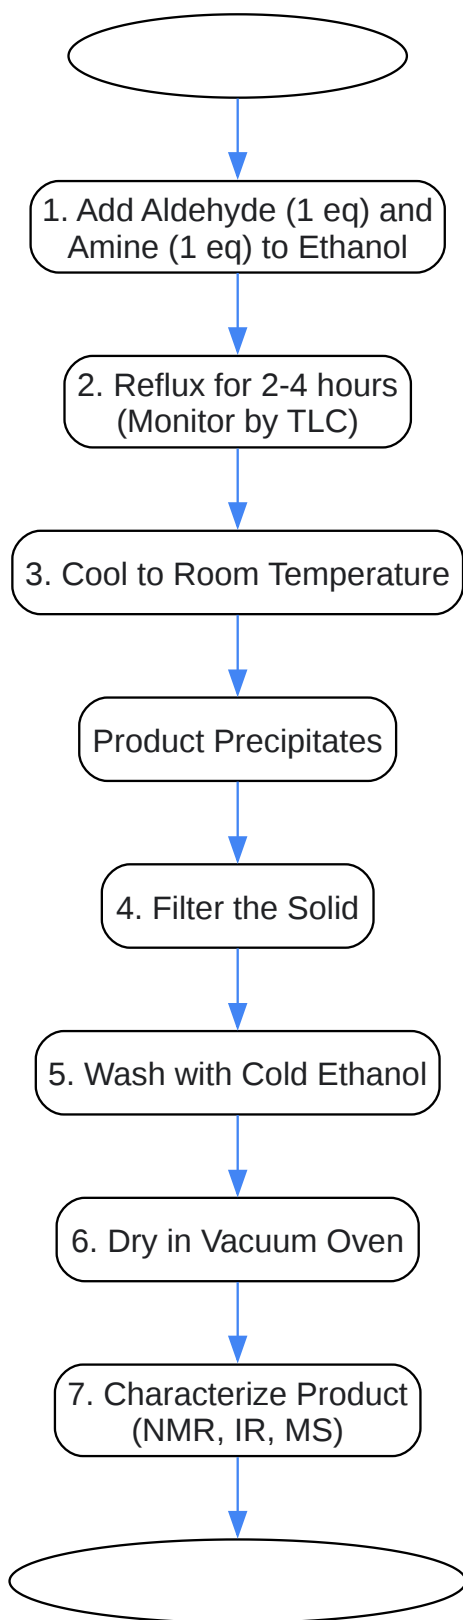 1. Add Aldehyde (1 eq) and
Amine (1 eq) to Ethanol
2. Reflux for 2-4 hours
(Monitor by TLC)
3. Cool to Room Temperature
Product Precipitates
4. Filter the Solid
5. Wash with Cold Ethanol
6. Dry in Vacuum Oven
7. Characterize Product
(NMR, IR, MS)